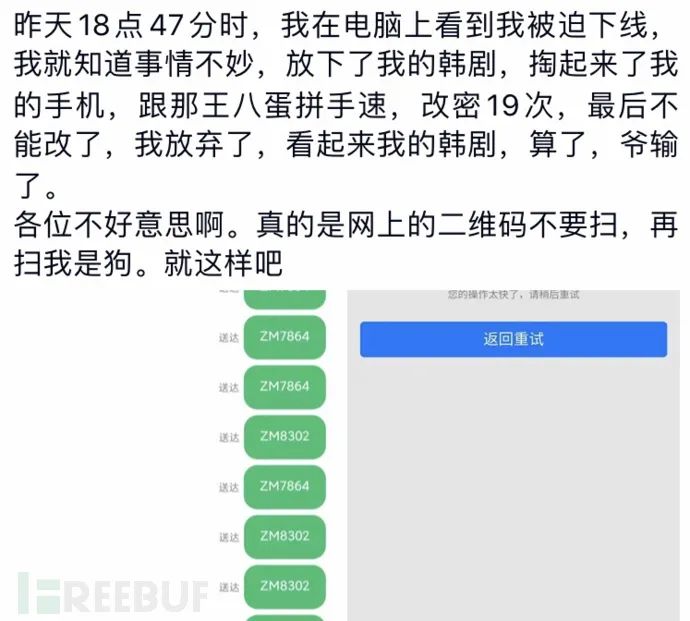 昨天18点47分时，我在电脑上看到我被迫下线，
我就知道事情不妙，放下了我的韩剧，掏起来了我
的手机，跟那王八蛋拼手速，改密19次，最后不
能改了，我放弃了，看起来我的韩剧，算了，爷输
了。
各位不好意思啊。真的是网上的二维码不要扫，再
扫我是狗。就这样吧
您的操作太快了，请稍后重试
返回重试
送达 ZM7864
送达 ZM7864
送达 ZM8302
送达 ZM7864
送达 ZM8302
送达 ZM8302
FREEBUF